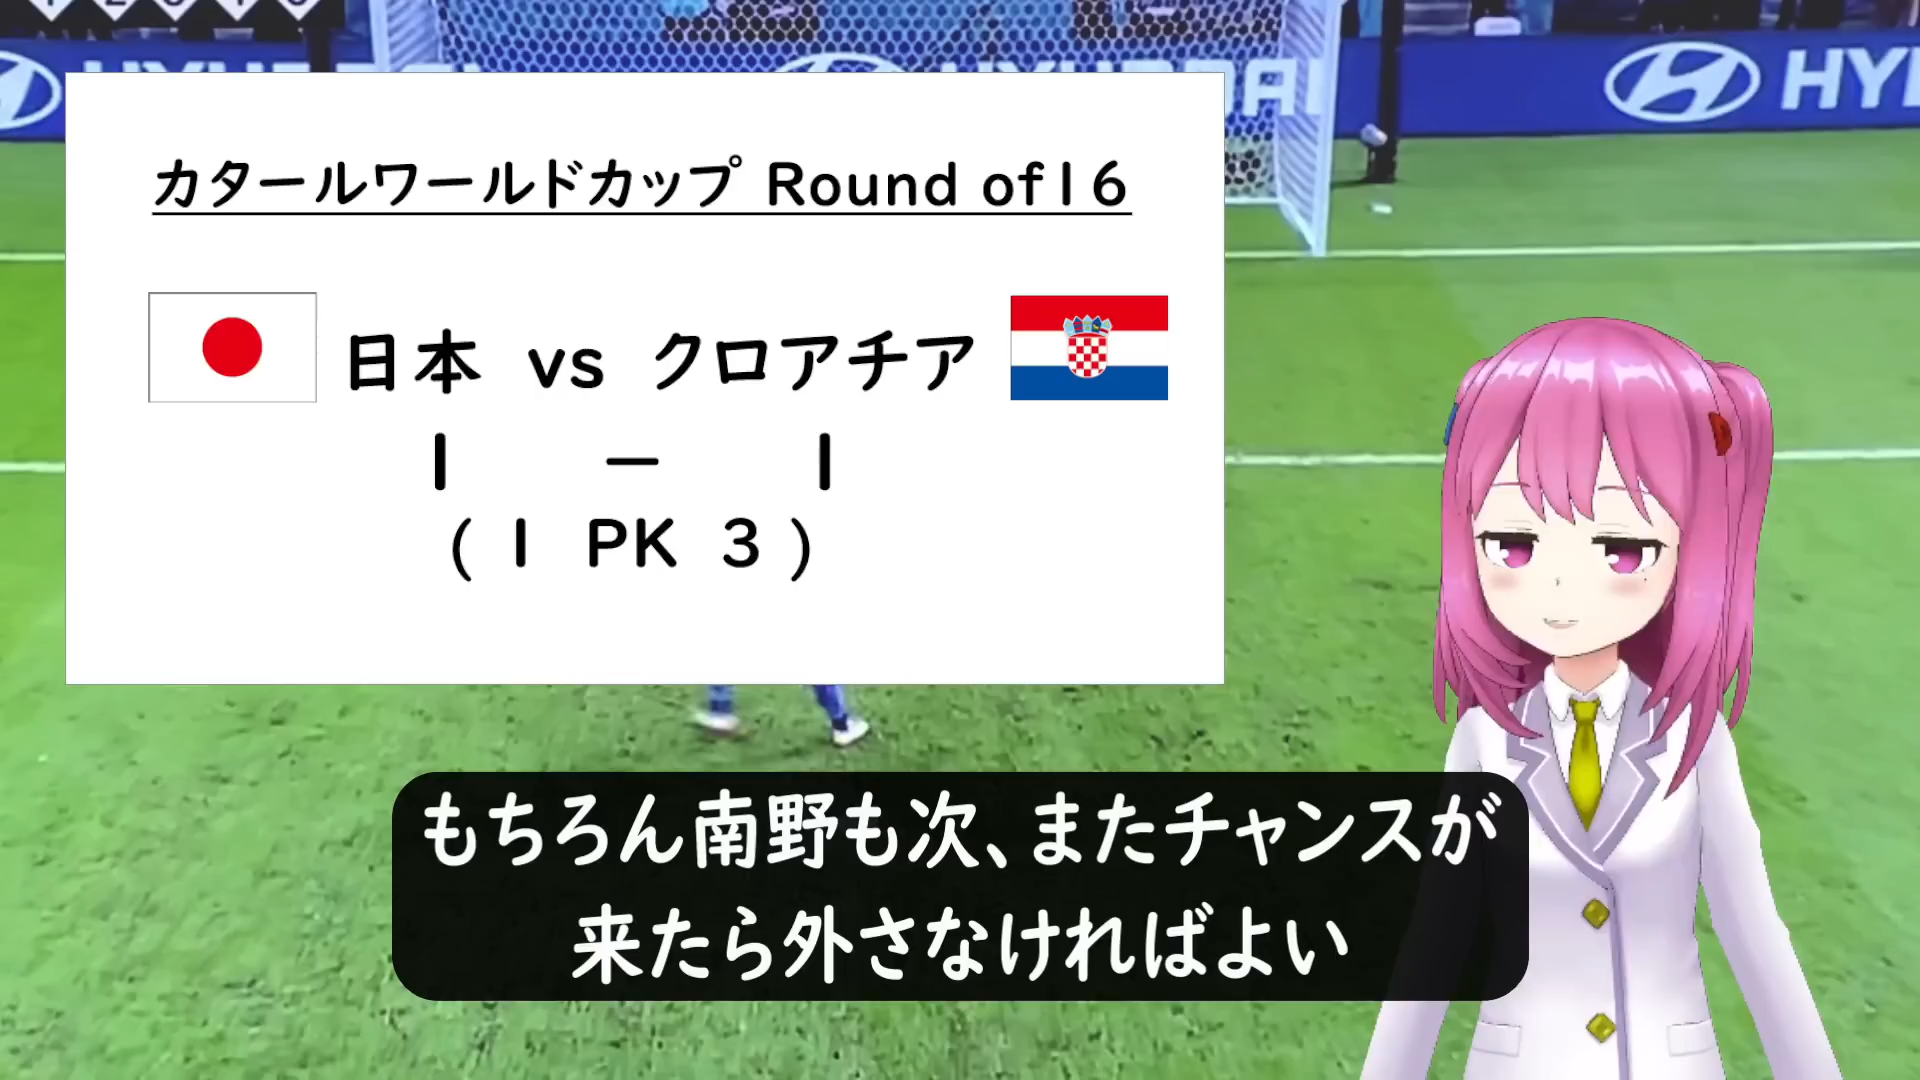 HYUNDAI
HY
カタールワールドカップ Round of16
日本 vs クロアチア
1 － 1
( 1 PK 3 )
もちろん南野も次、またチャンスが
来たら外さなければよい